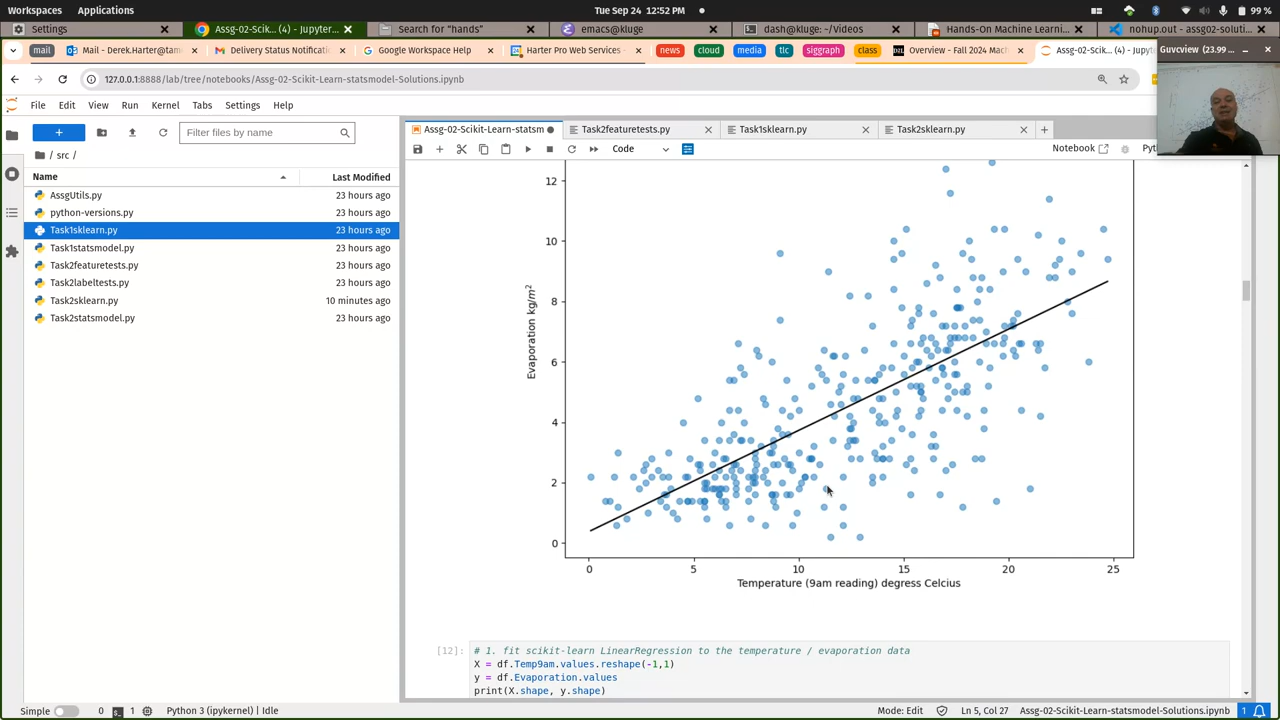 Workspaces Applications Tue Sep 24 12:52 PM 99 %
Settings Assg-02-Sci-Kit... (4) - Jupyter Search for "hands" emacs@kluge dash@kluge: ~/Videos Hands-On Machine Learning nohup.out - assg02-soluti...
mail Mail - Derek.Harter@tam Delivery Status Notificati Google Workspace Help Harter Pro Web Services - news cloud media tlc siggraph class Overview - Fall 2024 Mac Assg-02-Scikit... (4) - Jupyt Guvcview (23.99 ...
127.0.0.1:8888/lab/tree/notebooks/Assg-02-Scikit-Learn-statsmodel-Solutions.ipynb
File Edit View Run Kernel Tabs Settings Help
Assg-02-Scikit-Learn-statsm Task2featuretests.py Task1sklearn.py Task2sklearn.py
Filter files by name
Code Notebook
/ src /
Name Last Modified
AssgUtils.py 23 hours ago
python-versions.py 23 hours ago
Task1sklearn.py 23 hours ago
Task1statsmodel.py 23 hours ago
Task2featuretests.py 23 hours ago
Task2labeltests.py 23 hours ago
Task2sklearn.py 10 minutes ago
Task2statsmodel.py 23 hours ago
12
10
8
6
4
2
0
Evaporation kg/m²
0 5 10 15 20 25
Temperature (9am reading) degress Celcius
[12]: # 1. fit scikit-learn LinearRegression to the temperature / evaporation data
X = df.Temp9am.values.reshape(-1,1)
y = df.Evaporation.values
print(X.shape, y.shape)
Simple 0 1 Python 3 (ipykernel) | Idle Mode: Edit Ln 5, Col 27 Assg-02-Scikit-Learn-statsmodel-Solutions.ipynb 1